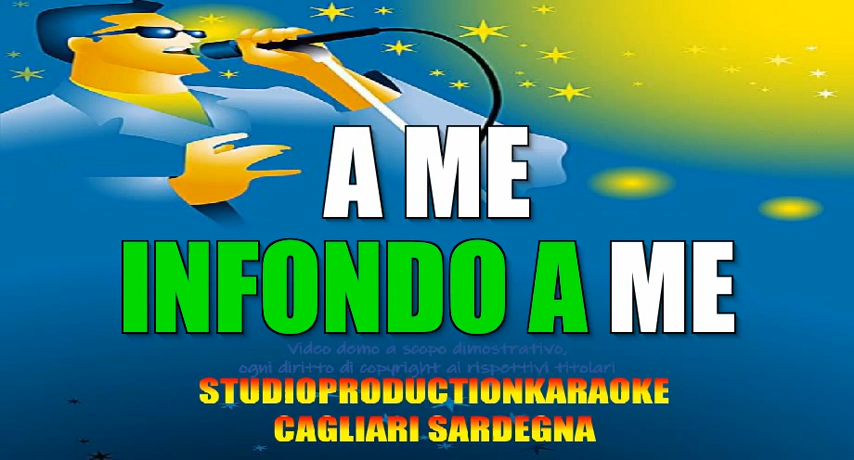 A ME
INFONDO A ME
Video demo a scopo dimostrativo,
ogni diritto di copyright ai rispettivi titolari
STUDIOPRODUCTIONKARAOKE
CAGLIARI SARDEGNA